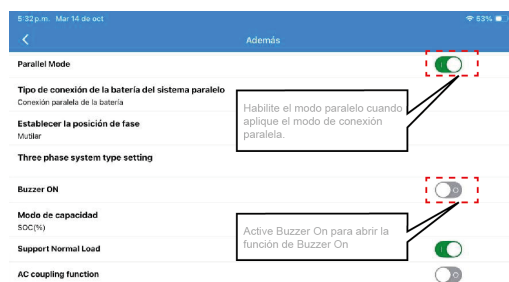 5:32 p.m. Mar 14 de oct
53%
Además
Parallel Mode
Tipo de conexión de la batería del sistema paralelo
Conexión paralela de la batería
Establecer la posición de fase
Mutilar
Three phase system type setting
Buzzer ON
Modo de capacidad
SOC(%)
Support Normal Load
AC coupling function
Habilite el modo paralelo cuando
aplique el modo de conexión
paralela.
Active Buzzer On para abrir la
función de Buzzer On